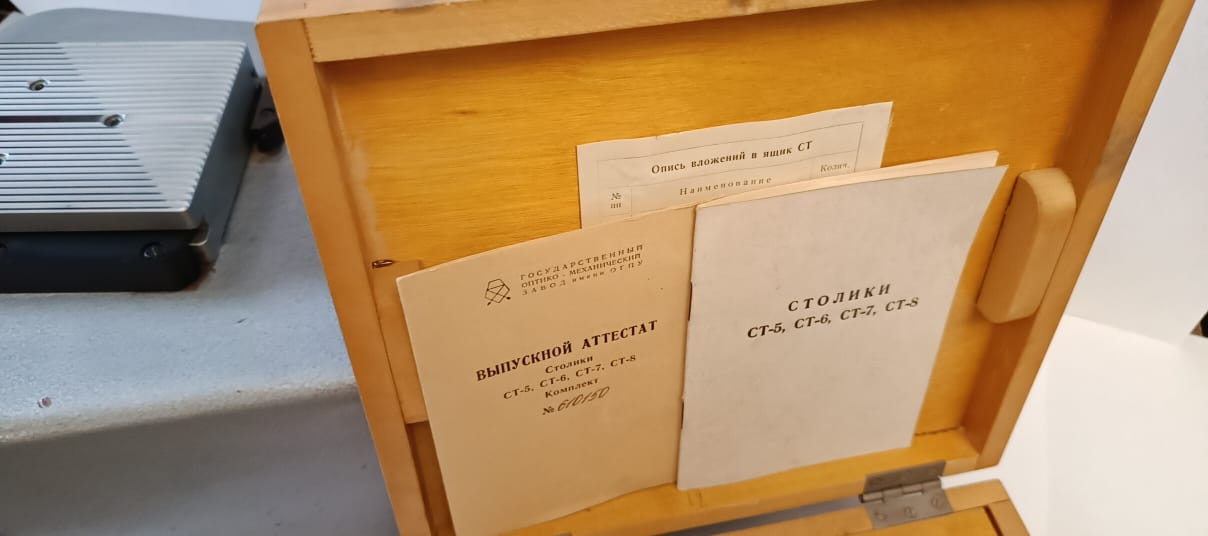 Опись вложений в ящик СТ
№
пп
Наименование
Колич.
ГОСУДАРСТВЕННЫЙ
ОПТИКО - МЕХАНИЧЕСКИЙ
ЗАВОД имени ОГПУ
ВЫПУСКНОЙ АТТЕСТАТ
Столики
СТ-5, СТ-6, СТ-7, СТ-8
Комплект
№ 610150
СТОЛИКИ
СТ-5, СТ-6, СТ-7, СТ-8